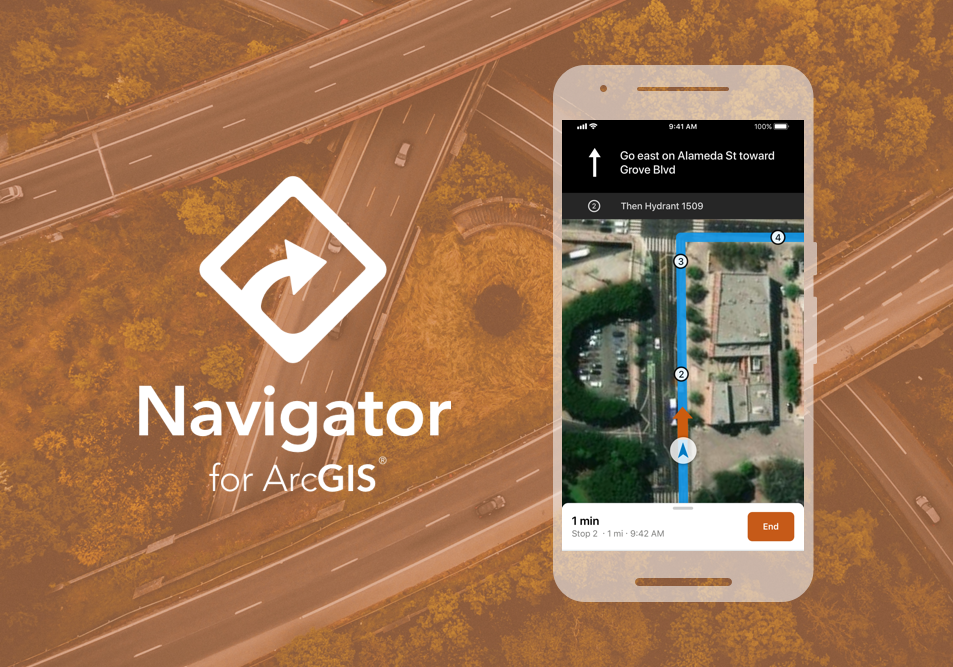 9:41 AM
100%
Go east on Alameda St toward
Grove Blvd
2
Then Hydrant 1509
4
3
2
1 min
Stop 2 · 1 mi · 9:42 AM
End
Navigator
for ArcGIS®